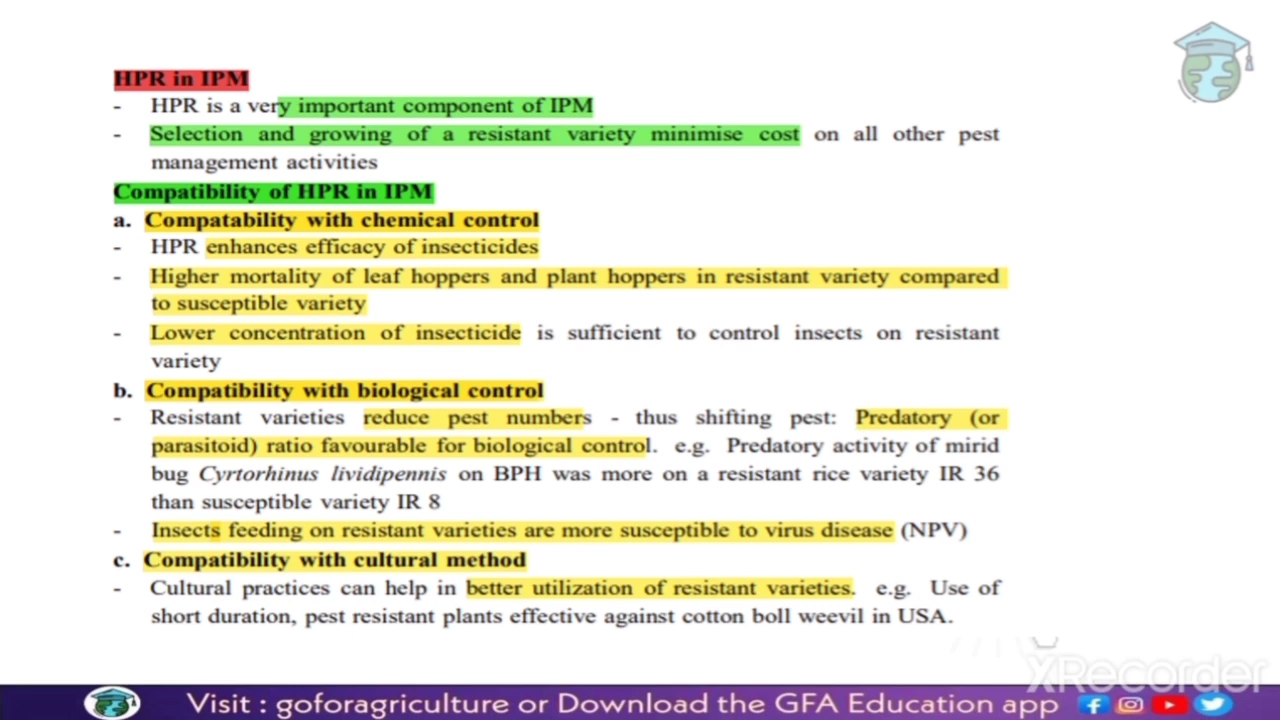 HPR in IPM
- HPR is a very important component of IPM
- Selection and growing of a resistant variety minimise cost on all other pest
management activities
Compatibility of HPR in IPM
a. Compatability with chemical control
- HPR enhances efficacy of insecticides
- Higher mortality of leaf hoppers and plant hoppers in resistant variety compared
to susceptible variety
- Lower concentration of insecticide is sufficient to control insects on resistant
variety
b. Compatibility with biological control
- Resistant varieties reduce pest numbers - thus shifting pest: Predatory (or
parasitoid) ratio favourable for biological control. e.g. Predatory activity of mirid
bug Cyrtorhinus lividipennis on BPH was more on a resistant rice variety IR 36
than susceptible variety IR 8
- Insects feeding on resistant varieties are more susceptible to virus disease (NPV)
c. Compatibility with cultural method
- Cultural practices can help in better utilization of resistant varieties. e.g. Use of
short duration, pest resistant plants effective against cotton boll weevil in USA.
XRecorder
Visit : goforagriculture or Download the GFA Education app